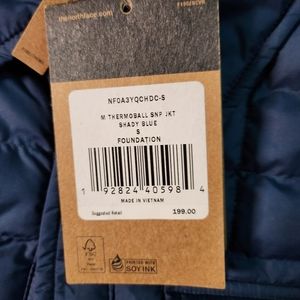 thenorthface.com
NF0A3YQCHDC-S
M THERMOBALL SNP JKT
SHADY BLUE
S
FOUNDATION
1 92824 40598 4
MADE IN VIETNAM
Suggested Retail 199.00
FSC
PRINTED WITH
SOY INK